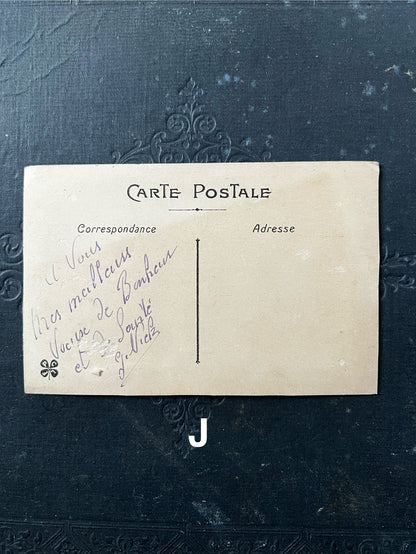 CARTE POSTALE
Correspondance
Adresse
à Vous
Mes meilleurs
Voeux de Bonheur
et de Santé
J